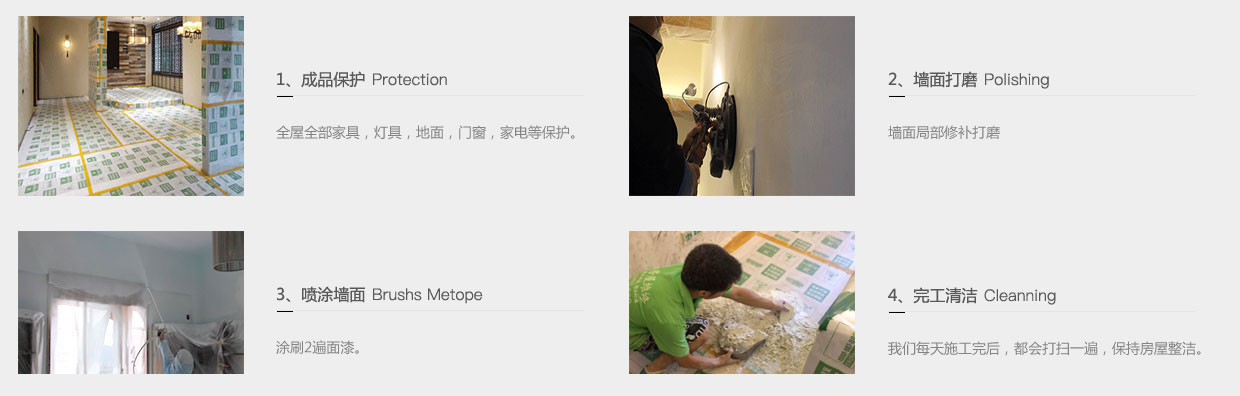 1、成品保护 Protection
全屋全部家具，灯具，地面，门窗，家电等保护。
2、墙面打磨 Polishing
墙面局部修补打磨
3、喷涂墙面 Brushs Metope
涂刷2遍面漆。
4、完工清洁 Cleanning
我们每天施工完后，都会打扫一遍，保持房屋整洁。